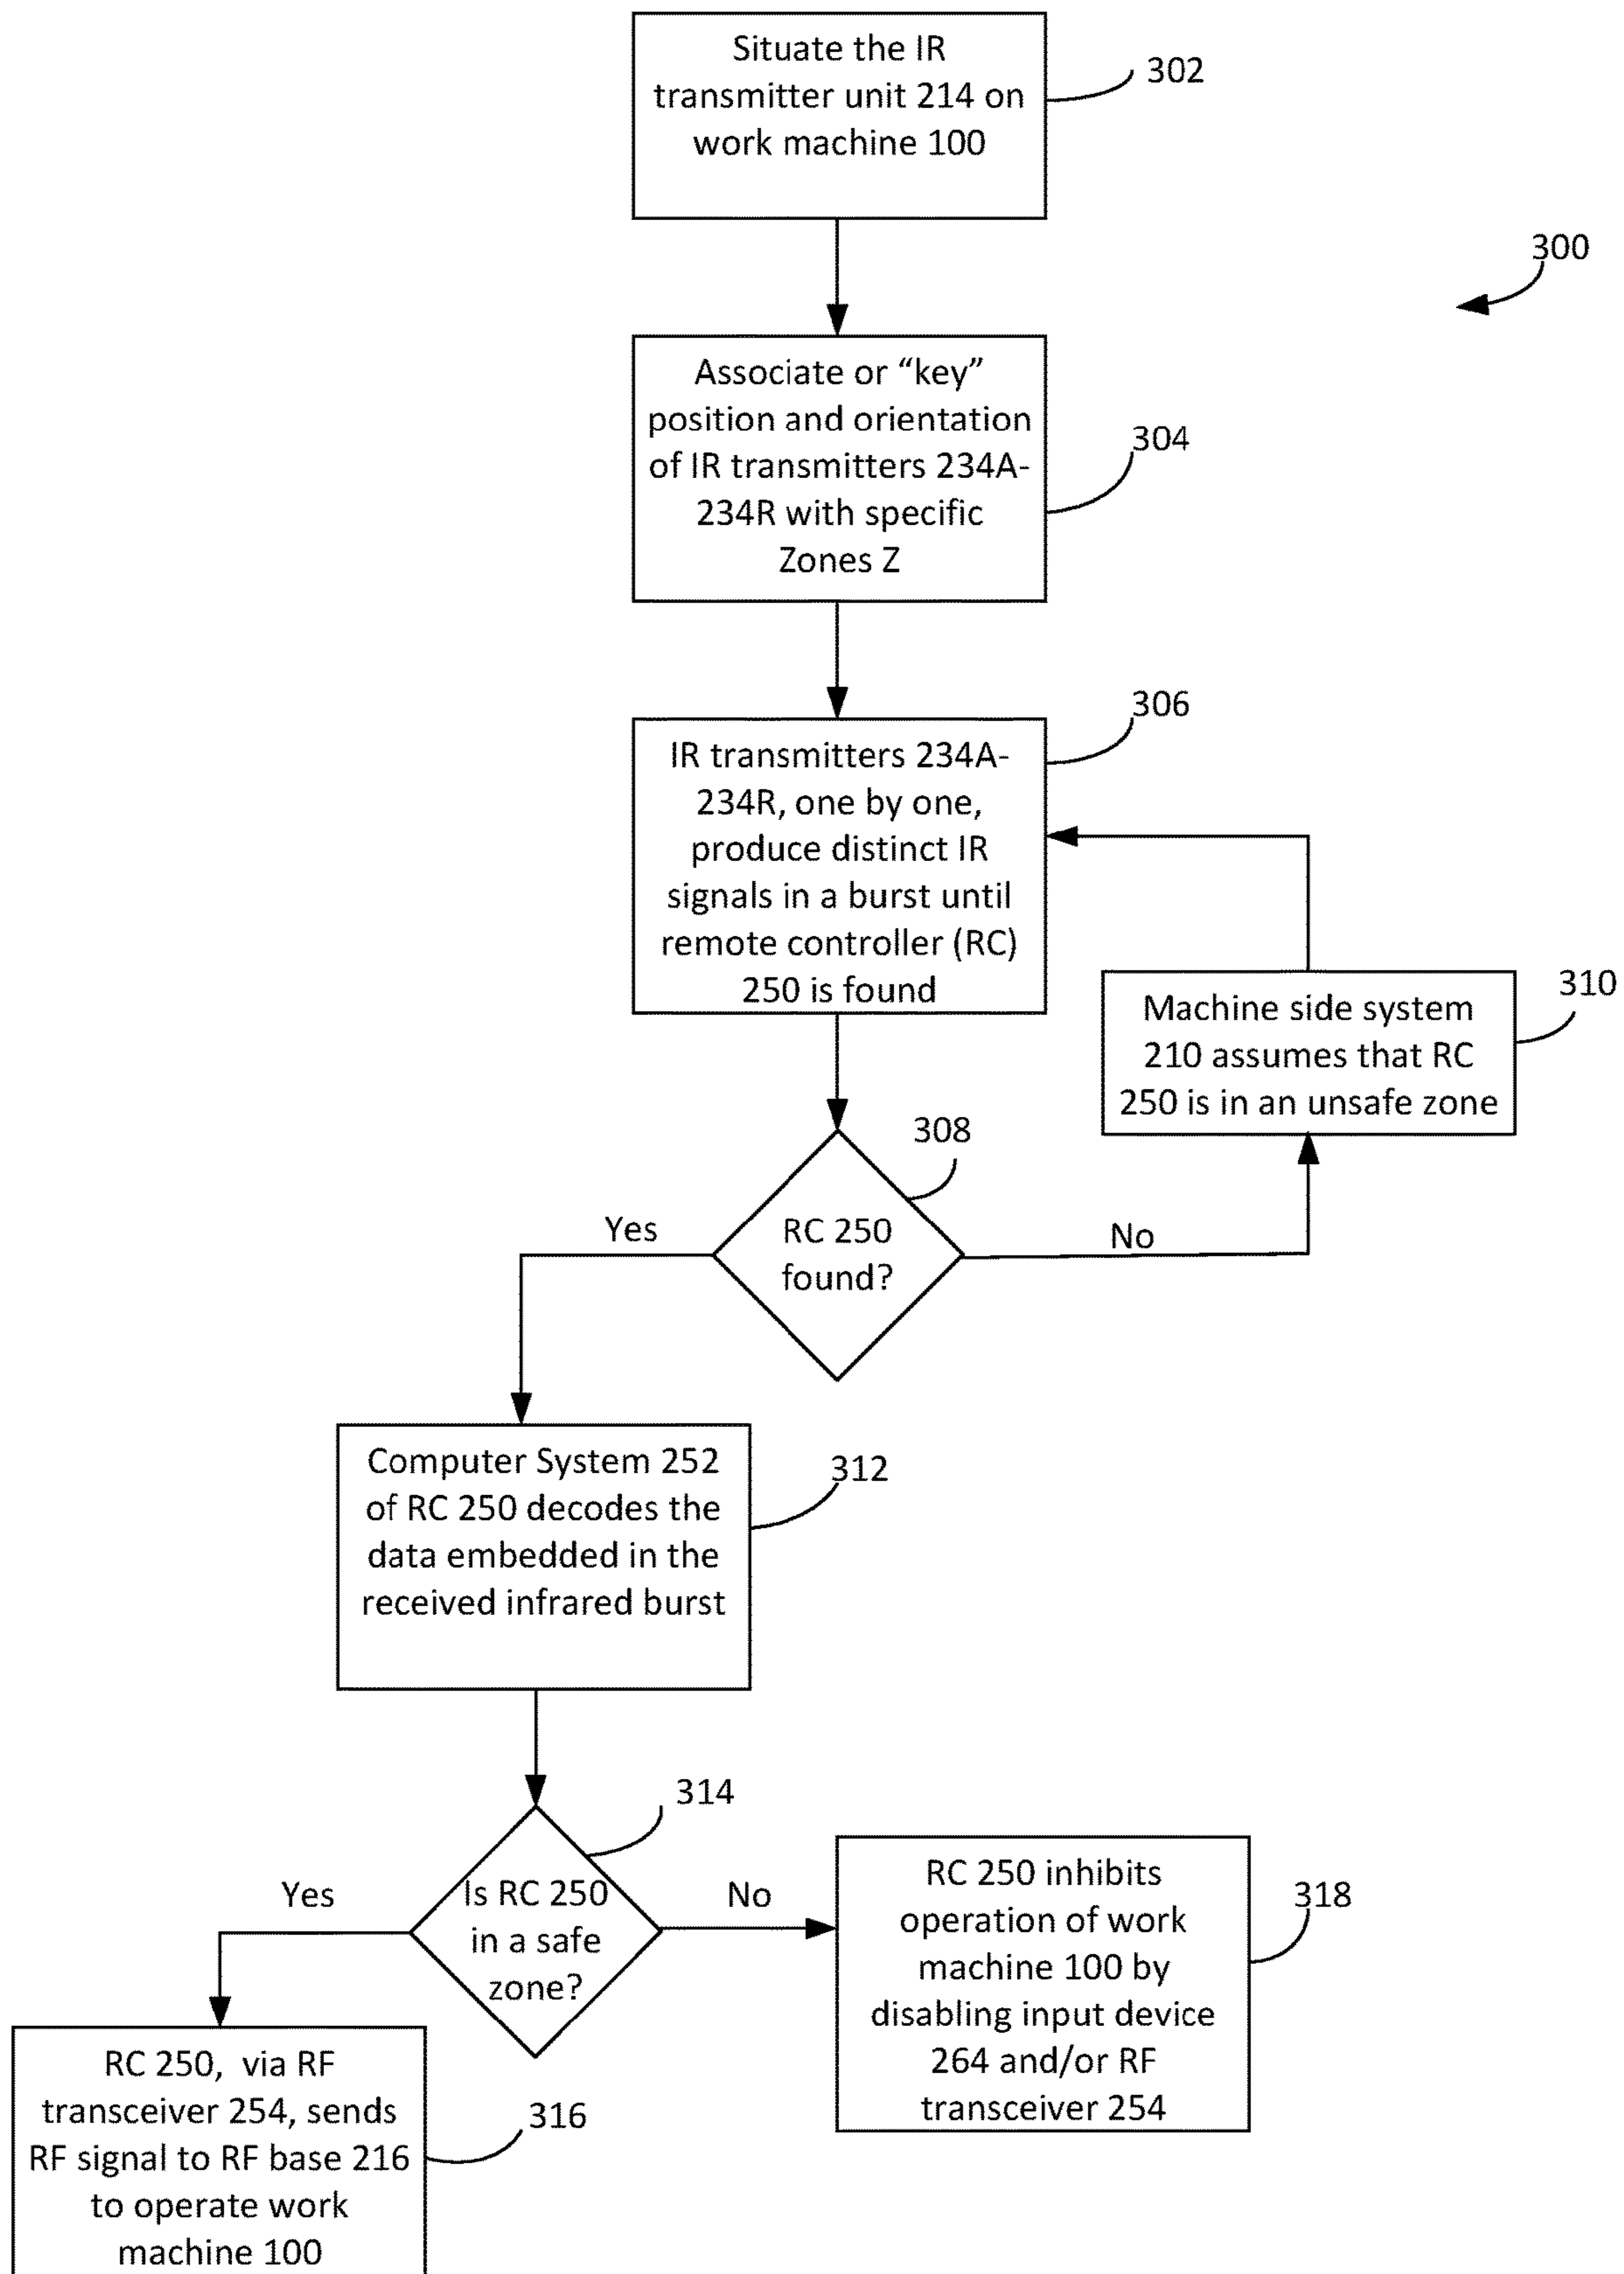 Situate the IR
transmitter unit 214 on
work machine 100
302
300
Associate or “key”
position and orientation
of IR transmitters 234A-
234R with specific
Zones Z
304
306
IR transmitters 234A-
234R, one by one,
produce distinct IR
signals in a burst until
remote controller (RC)
250 is found
310
Machine side system
210 assumes that RC
250 is in an unsafe zone
308
RC 250
found?
Yes
No
Computer System 252
of RC 250 decodes the
data embedded in the
received infrared burst
312
314
Is RC 250
in a safe
zone?
Yes
No
RC 250 inhibits
operation of work
machine 100 by
disabling input device
264 and/or RF
transceiver 254
318
RC 250, via RF
transceiver 254, sends
RF signal to RF base 216
to operate work
machine 100
316